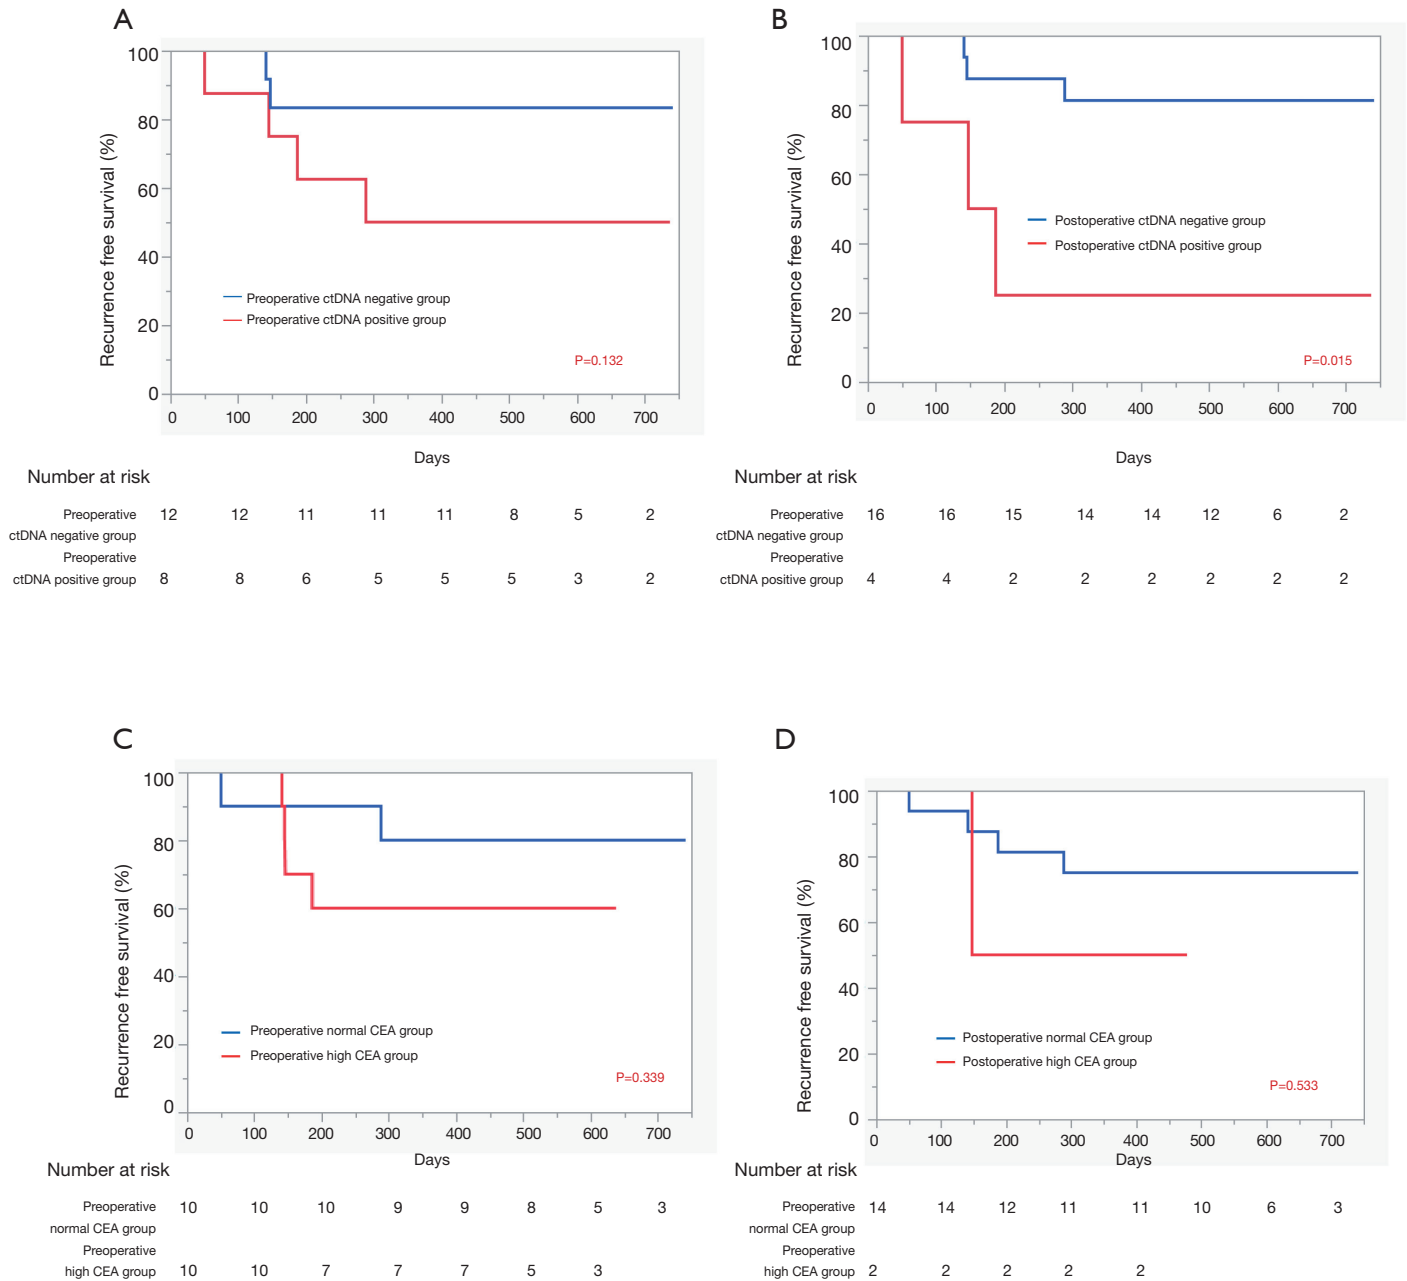 A
Recurrence free survival (%)
100
80
60
40
20
0
Preoperative ctDNA negative group
Preoperative ctDNA positive group
P=0.132
0 100 200 300 400 500 600 700
Days
Number at risk
Preoperative
ctDNA negative group
12 12 11 11 11 8 5 2
Preoperative
ctDNA positive group
8 8 6 5 5 5 3 2
B
Recurrence free survival (%)
100
80
60
40
20
0
Postoperative ctDNA negative group
Postoperative ctDNA positive group
P=0.015
0 100 200 300 400 500 600 700
Days
Number at risk
Preoperative
ctDNA negative group
16 16 15 14 14 12 6 2
Preoperative
ctDNA positive group
4 4 2 2 2 2 2 2
C
Recurrence free survival (%)
100
80
60
40
20
0
Preoperative normal CEA group
Preoperative high CEA group
P=0.339
0 100 200 300 400 500 600 700
Days
Number at risk
Preoperative
normal CEA group
10 10 10 9 9 8 5 3
Preoperative
high CEA group
10 10 7 7 7 5 3
D
Recurrence free survival (%)
100
80
60
40
20
0
Postoperative normal CEA group
Postoperative high CEA group
P=0.533
0 100 200 300 400 500 600 700
Days
Number at risk
Preoperative
normal CEA group
14 14 12 11 11 10 6 3
Preoperative
high CEA group
2 2 2 2 2